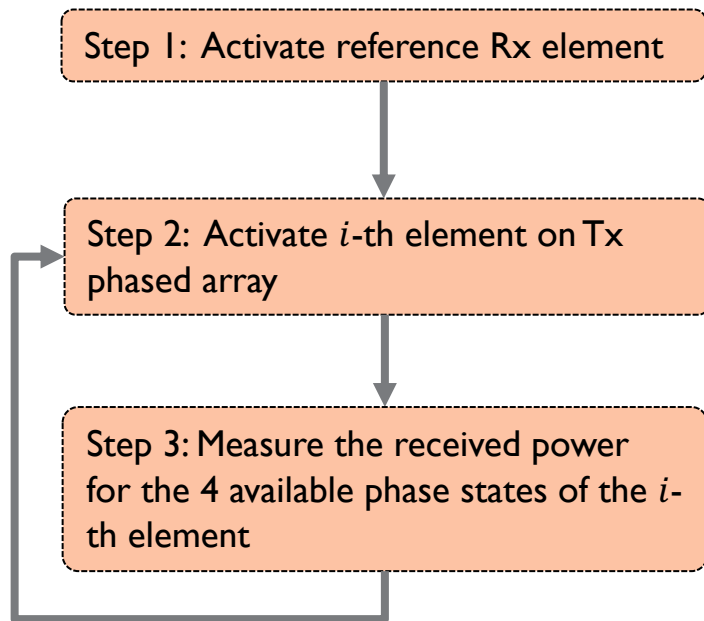 Step 1: Activate reference Rx element
Step 2: Activate 𝑖-th element on Tx
phased array
Step 3: Measure the received power
for the 4 available phase states of the 𝑖-
th element